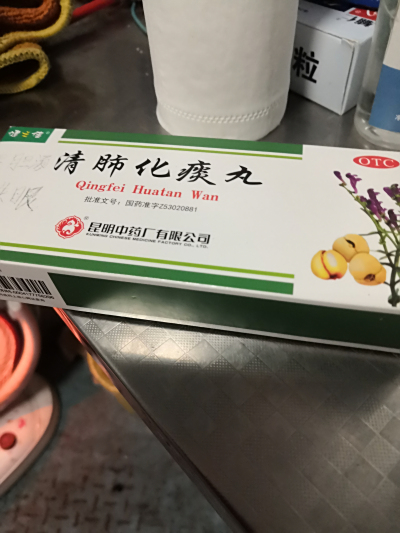 粒
OTC
清肺化痰丸
Qingfei Huatan Wan
批准文号：国药准字Z53020881
昆明中药厂有限公司
KUNMING CHINESE MEDICINE FACTORY CO., LTD.